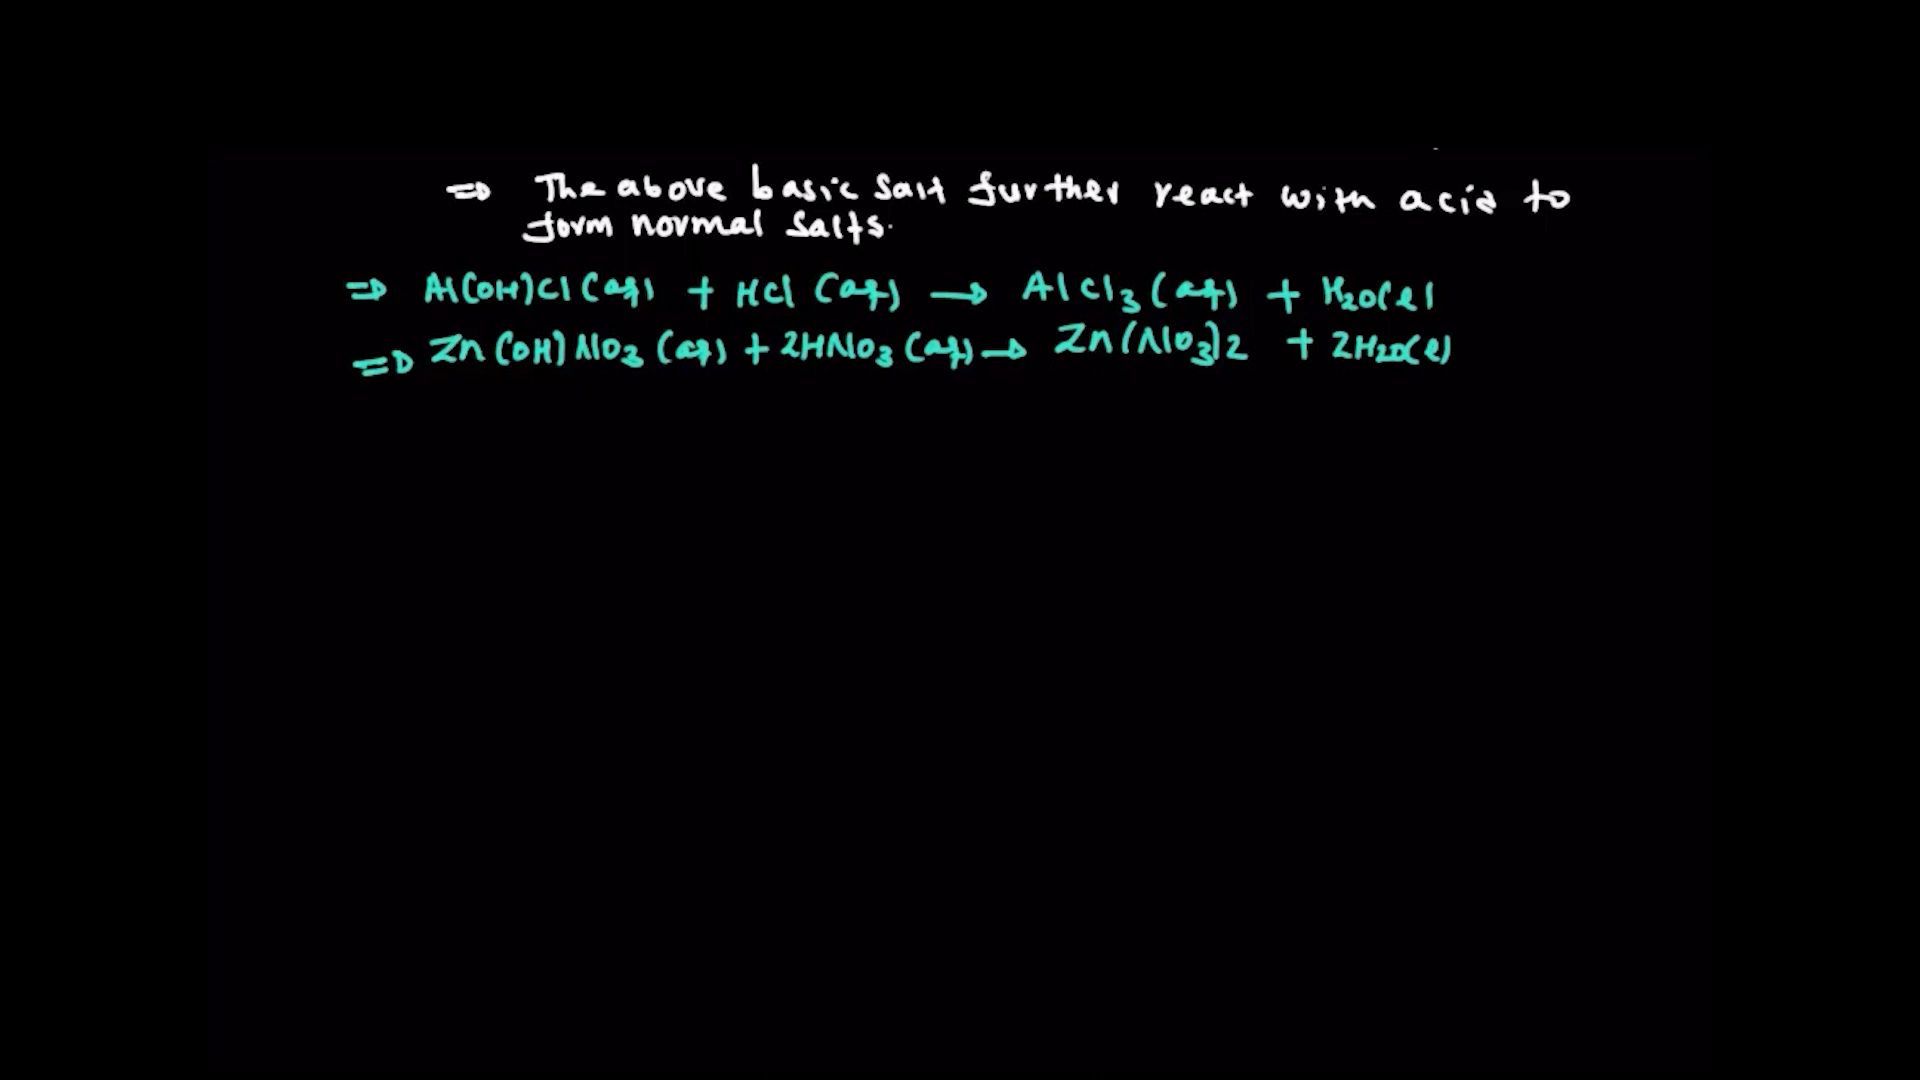 ⇒ The above basic salt further react with acid to
form normal salts.
⇒ Al(OH)Cl(aq) + HCl (aq) → AlCl3 (aq) + H2O(l)
⇒ Zn(OH)NO3 (aq) + 2HNO3 (aq) → Zn(NO3)2 + 2H2O(l)